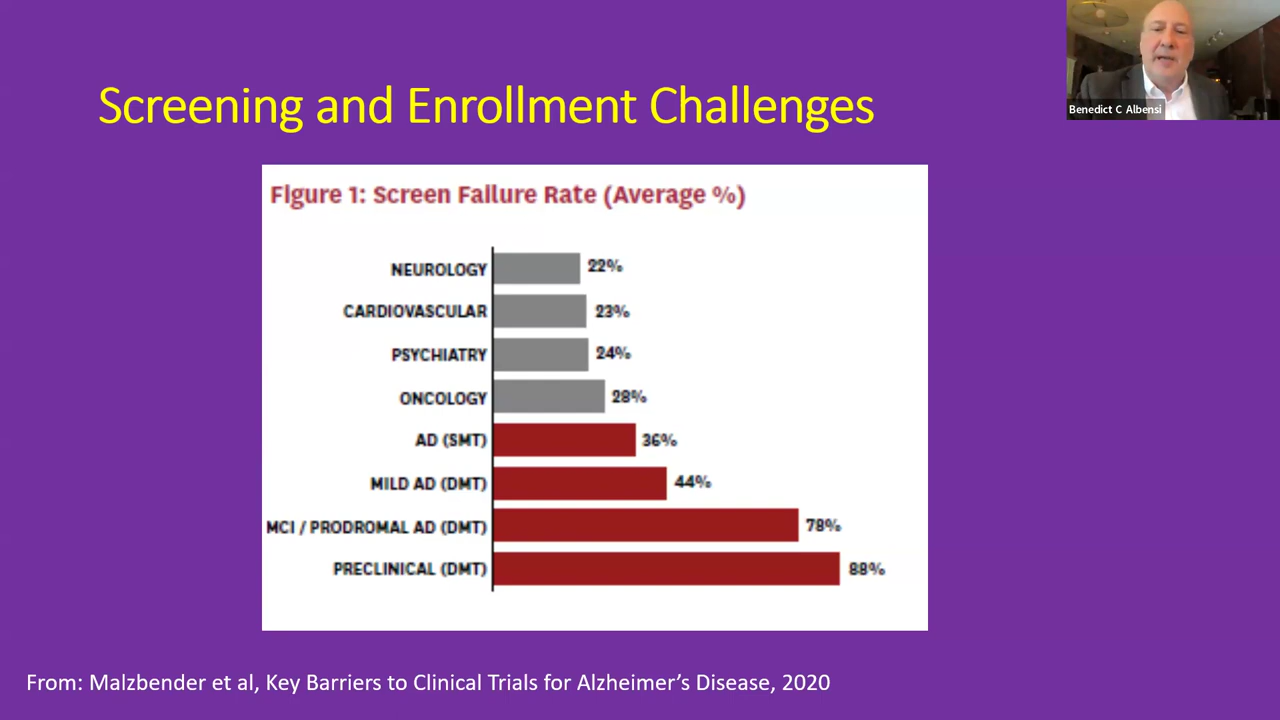 Screening and Enrollment Challenges
Benedict C Albensi
Figure 1: Screen Failure Rate (Average %)
NEUROLOGY 22%
CARDIOVASCULAR 23%
PSYCHIATRY 24%
ONCOLOGY 28%
AD (SMT) 36%
MILD AD (DMT) 44%
MCI / PRODROMAL AD (DMT) 78%
PRECLINICAL (DMT) 88%
From: Malzbender et al, Key Barriers to Clinical Trials for Alzheimer’s Disease, 2020